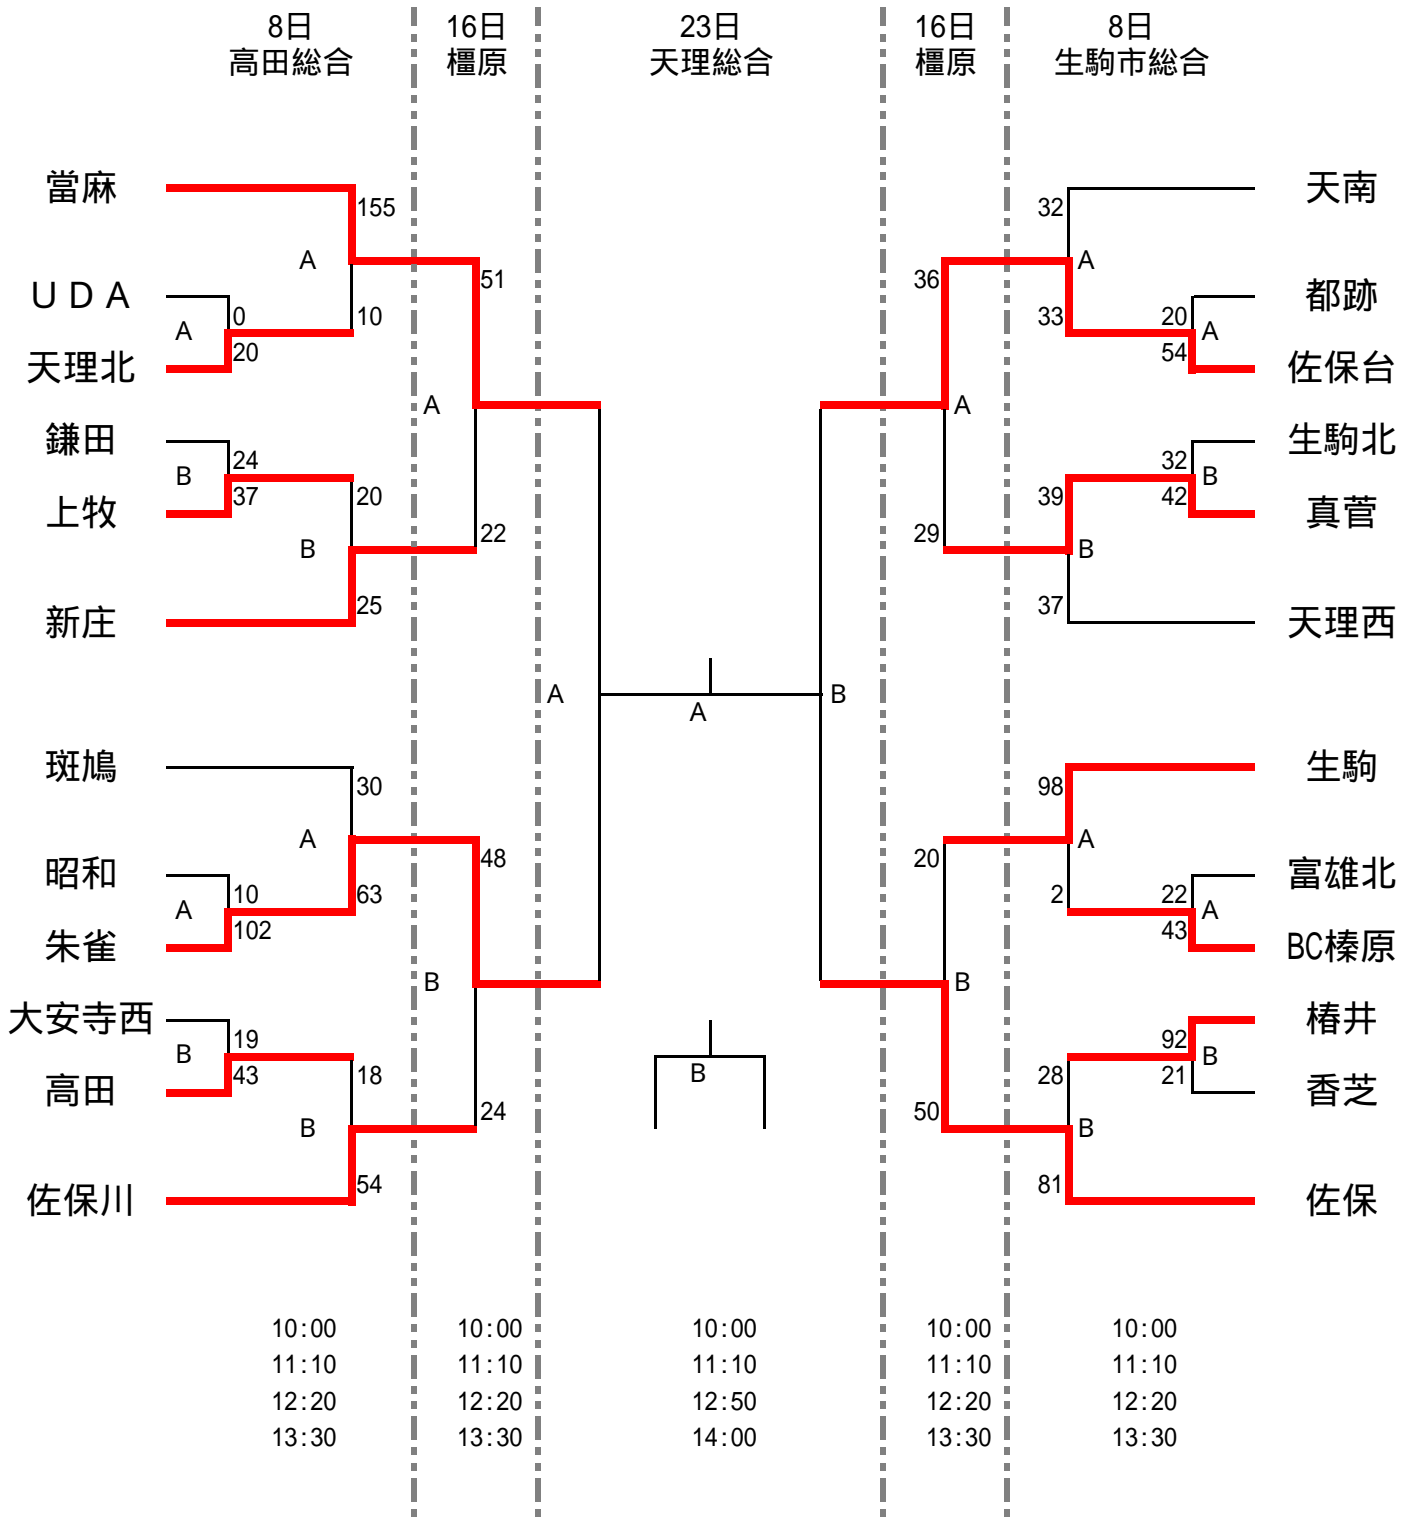 8日 16日 23日 16日 8日
高田総合 橿原 天理総合 橿原 生駒市総合
當麻 天南
155 32
A A
51 36
ＵＤＡ 都跡
0 10 33 20
A A
20 54
天理北 佐保台
A A
鎌田 生駒北
24 32
B B
37 20 39 42
上牧 真菅
22 29
B B
25 37
新庄 天理西
A B
A
斑鳩 生駒
30 98
A A
48 20
昭和 富雄北
10 63 2 22
A A
102 43
朱雀 BC榛原
B B
大安寺西 椿井
19 92
B B
43 18 B 28 21
高田 香芝
24 50
B B
54 81
佐保川 佐保
10:00 10:00 10:00 10:00 10:00
11:10 11:10 11:10 11:10 11:10
12:20 12:20 12:50 12:20 12:20
13:30 13:30 14:00 13:30 13:30